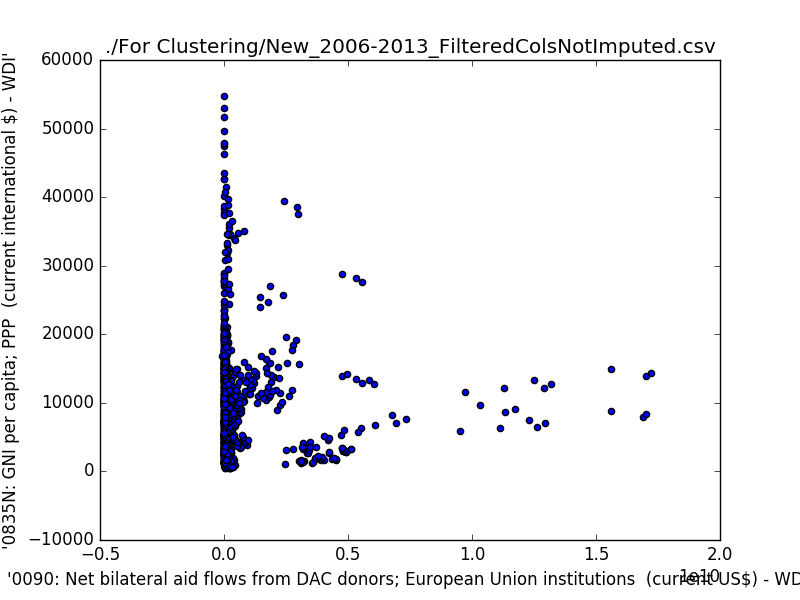 ./For Clustering/New_2006-2013_FilteredColsNotImputed.csv
'0835N: GNI per capita; PPP (current international $) - WDI'
60000
50000
40000
30000
20000
10000
0
−10000
−0.5 0.0 0.5 1.0 1.5 2.0
1e10
'0090: Net bilateral aid flows from DAC donors; European Union institutions (current US$) - WD